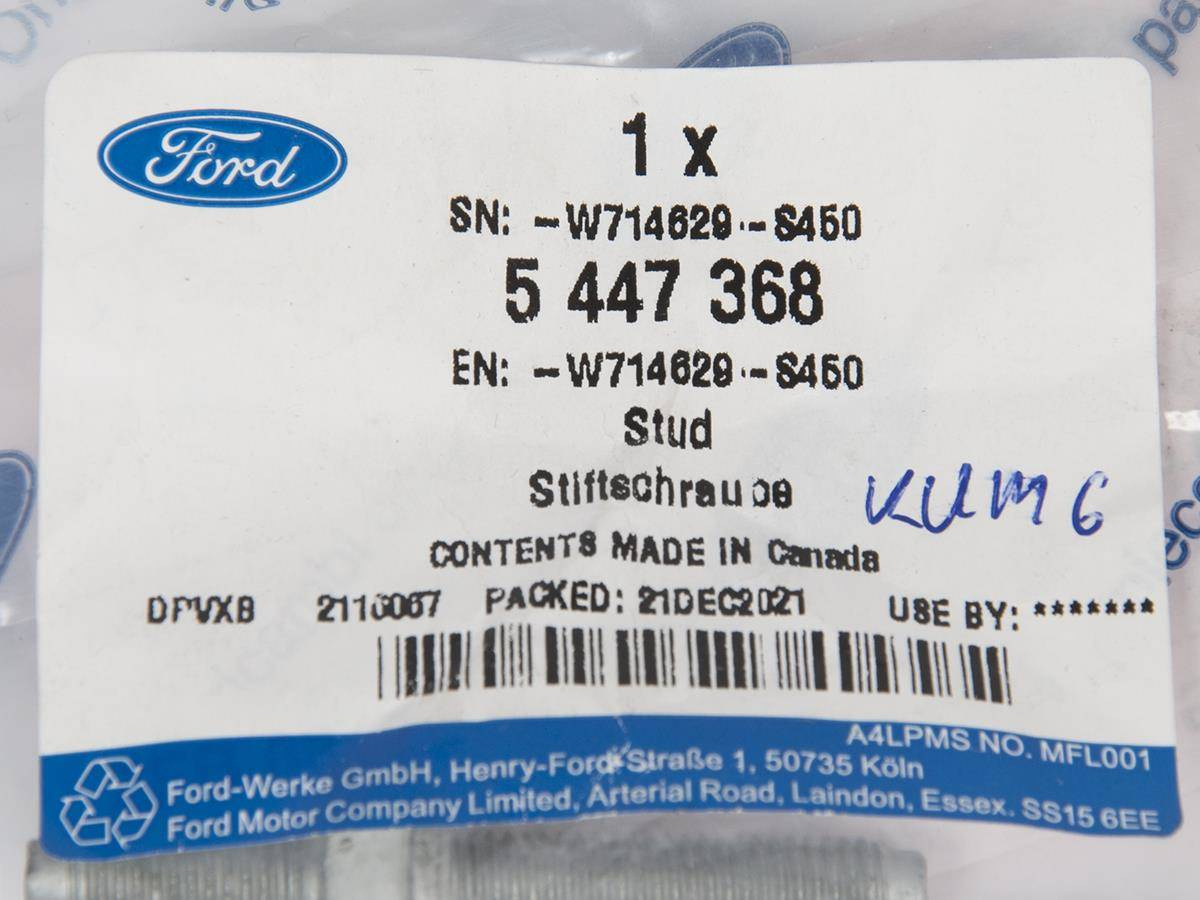 Ford
1 x
SN: -W714629--S450
5 447 368
EN: -W714629--S450
Stud
Stiftschraube
CONTENTS MADE IN Canada
2110067 PACKED: 21DEC2021 USE BY: *******
A4LPMS NO. MFL001
Ford-Werke GmbH, Henry-Ford-Straße 1, 50735 Köln
Ford Motor Company Limited, Arterial Road, Laindon, Essex. SS15 6EE